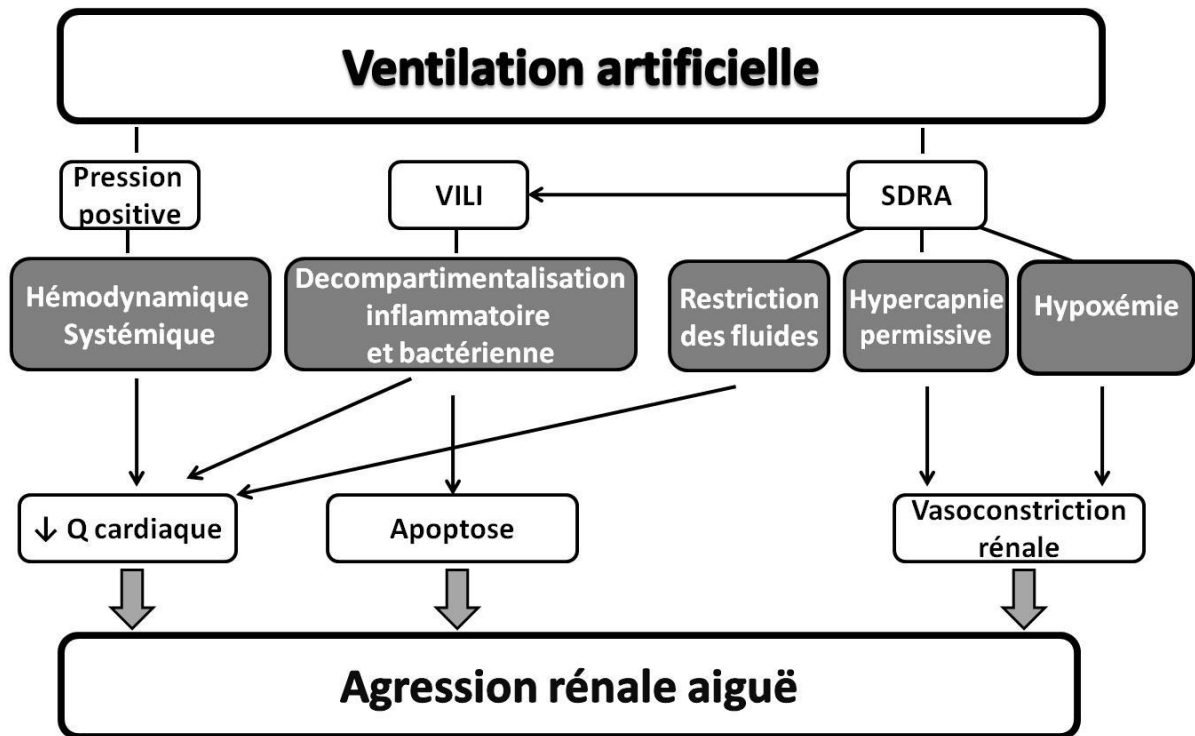 Ventilation artificielle
Pression
positive
VILI
SDRA
Hémodynamique
Systémique
Decompartimentalisation
inflammatoire
et bactérienne
Restriction
des fluides
Hypercapnie
permissive
Hypoxémie
↓ Q cardiaque
Apoptose
Vasoconstriction
rénale
Agression rénale aiguë